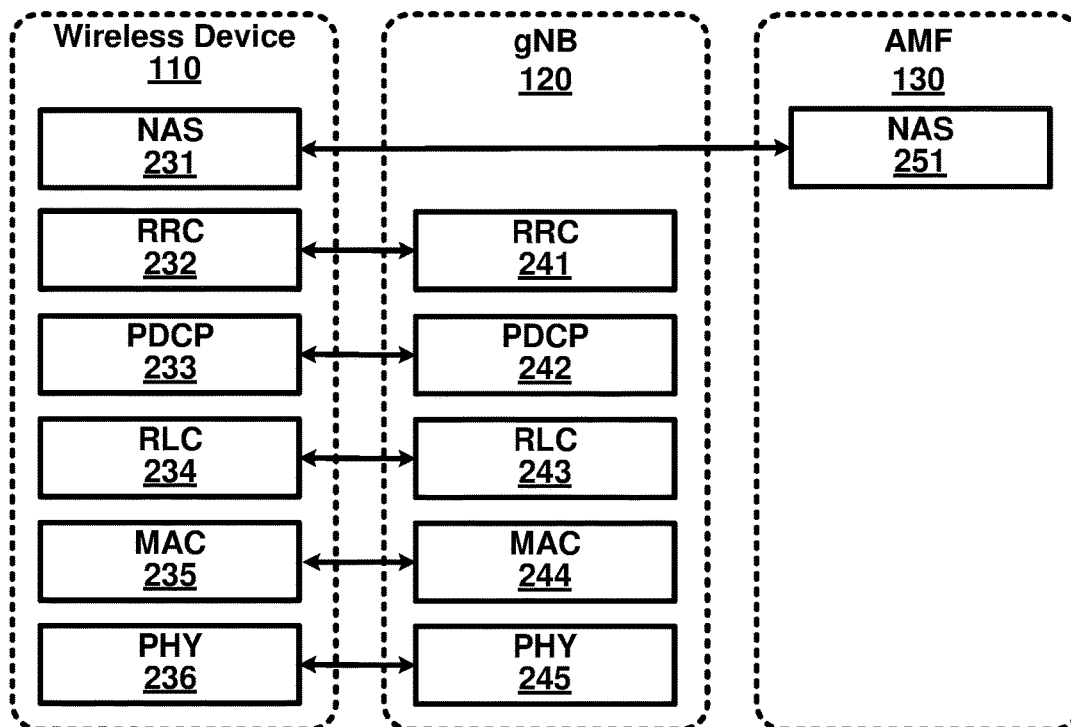 Wireless Device
110
gNB
120
AMF
130
NAS
231
NAS
251
RRC
232
RRC
241
PDCP
233
PDCP
242
RLC
234
RLC
243
MAC
235
MAC
244
PHY
236
PHY
245